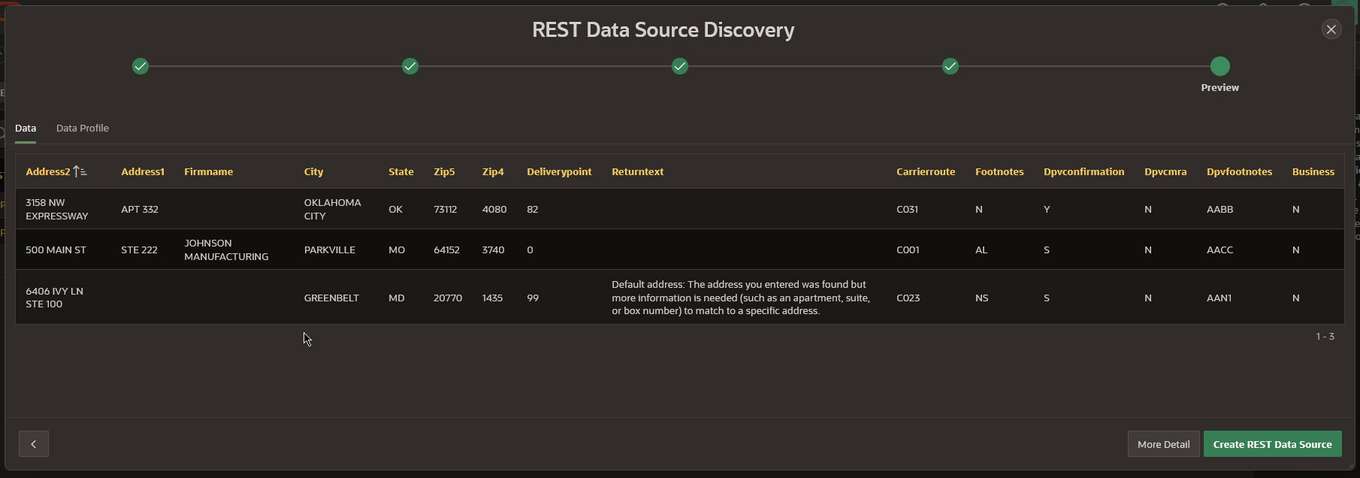 REST Data Source Discovery
Preview
Data Data Profile
Address2 Address1 Firmname City State Zip5 Zip4 Deliverypoint Returntext Carrierroute Footnotes Dpvconfirmation Dpvcmra Dpvfootnotes Business
3158 NW
EXPRESSWAY
APT 332
OKLAHOMA
CITY
OK 73112 4080 82 C031 N Y N AABB N
500 MAIN ST STE 222
JOHNSON
MANUFACTURING
PARKVILLE MO 64152 3740 0 C001 AL S N AACC N
6406 IVY LN
STE 100
GREENBELT MD 20770 1435 99
Default address: The address you entered was found but
more information is needed (such as an apartment, suite,
or box number) to match to a specific address.
C023 NS S N AAN1 N
1 - 3
More Detail Create REST Data Source